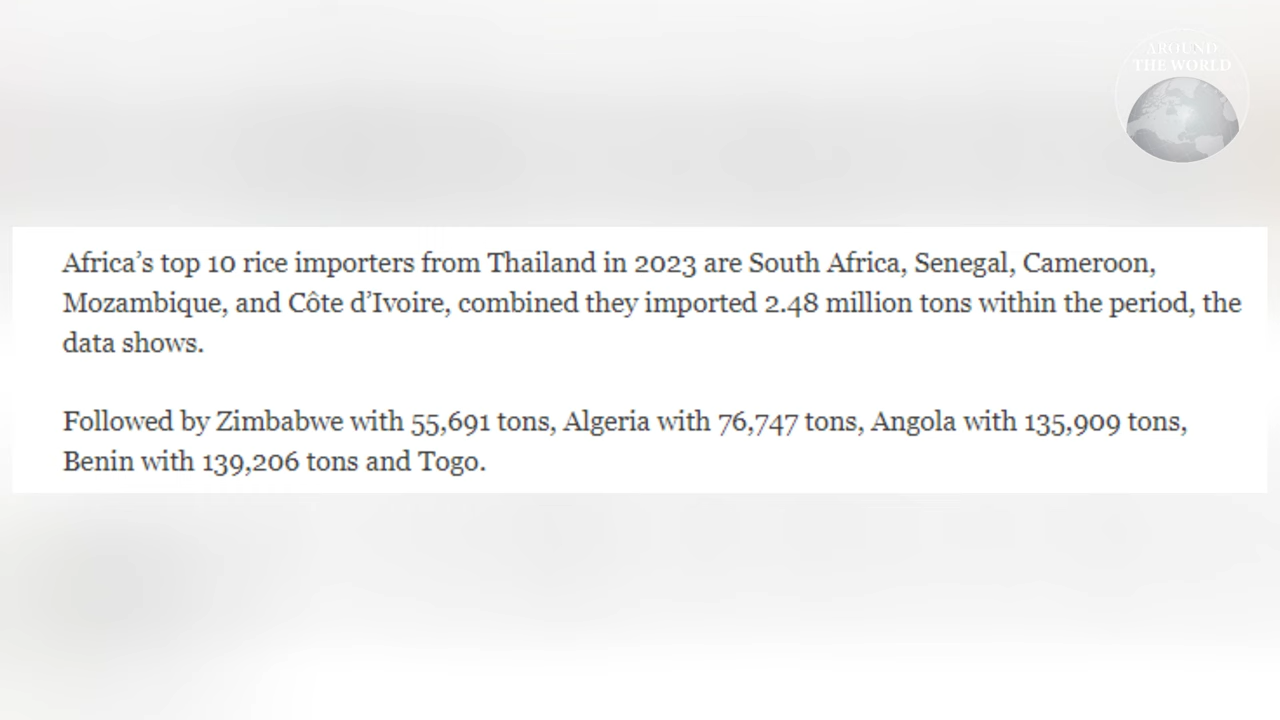 AROUND
THE WORLD
Africa’s top 10 rice importers from Thailand in 2023 are South Africa, Senegal, Cameroon,
Mozambique, and Côte d’Ivoire, combined they imported 2.48 million tons within the period, the
data shows.
Followed by Zimbabwe with 55,691 tons, Algeria with 76,747 tons, Angola with 135,909 tons,
Benin with 139,206 tons and Togo.